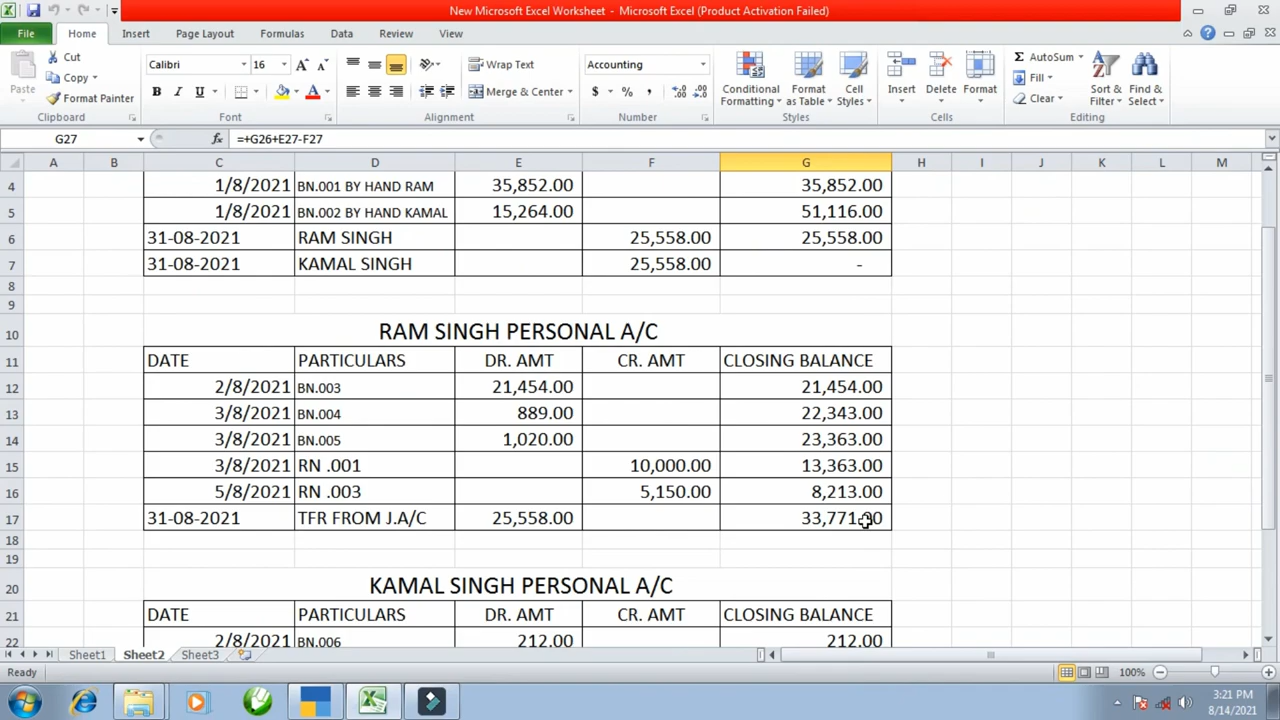 New Microsoft Excel Worksheet - Microsoft Excel (Product Activation Failed)
File Home Insert Page Layout Formulas Data Review View
Cut
Copy
Format Painter
Paste
Clipboard
Calibri 16
B I U
Font
Wrap Text
Merge & Center
Alignment
Accounting
$ % ,
Number
Conditional Formatting
Format as Table
Cell Styles
Styles
Insert Delete Format
Cells
AutoSum
Fill
Clear
Sort & Filter
Find & Select
Editing
G27 fx =+G26+E27-F27
A B C D E F G H I J K L M
4 1/8/2021 BN.001 BY HAND RAM 35,852.00 35,852.00
5 1/8/2021 BN.002 BY HAND KAMAL 15,264.00 51,116.00
6 31-08-2021 RAM SINGH 25,558.00 25,558.00
7 31-08-2021 KAMAL SINGH 25,558.00 -
8
9
10 RAM SINGH PERSONAL A/C
11 DATE PARTICULARS DR. AMT CR. AMT CLOSING BALANCE
12 2/8/2021 BN.003 21,454.00 21,454.00
13 3/8/2021 BN.004 889.00 22,343.00
14 3/8/2021 BN.005 1,020.00 23,363.00
15 3/8/2021 RN .001 10,000.00 13,363.00
16 5/8/2021 RN .003 5,150.00 8,213.00
17 31-08-2021 TFR FROM J.A/C 25,558.00 33,771.00
18
19
20 KAMAL SINGH PERSONAL A/C
21 DATE PARTICULARS DR. AMT CR. AMT CLOSING BALANCE
22 2/8/2021 BN.006 212.00 212.00
Sheet1 Sheet2 Sheet3
Ready 100%
3:21 PM
8/14/2021